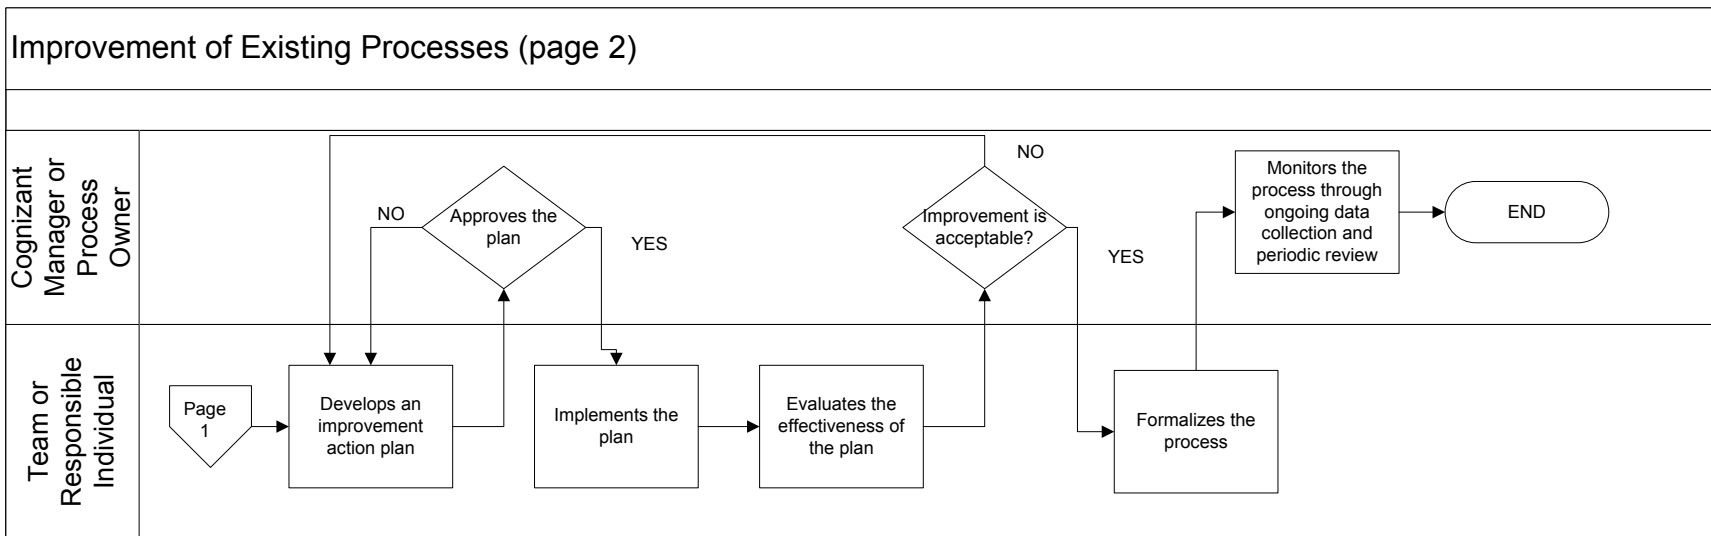 Improvement of Existing Processes (page 2)
Cognizant
Manager or
Process
Owner
NO
Approves the
plan
YES
NO
Improvement is
acceptable?
YES
Monitors the
process through
ongoing data
collection and
periodic review
END
Team or
Responsible
Individual
Page
1
Develops an
improvement
action plan
Implements the
plan
Evaluates the
effectiveness of
the plan
Formalizes the
process